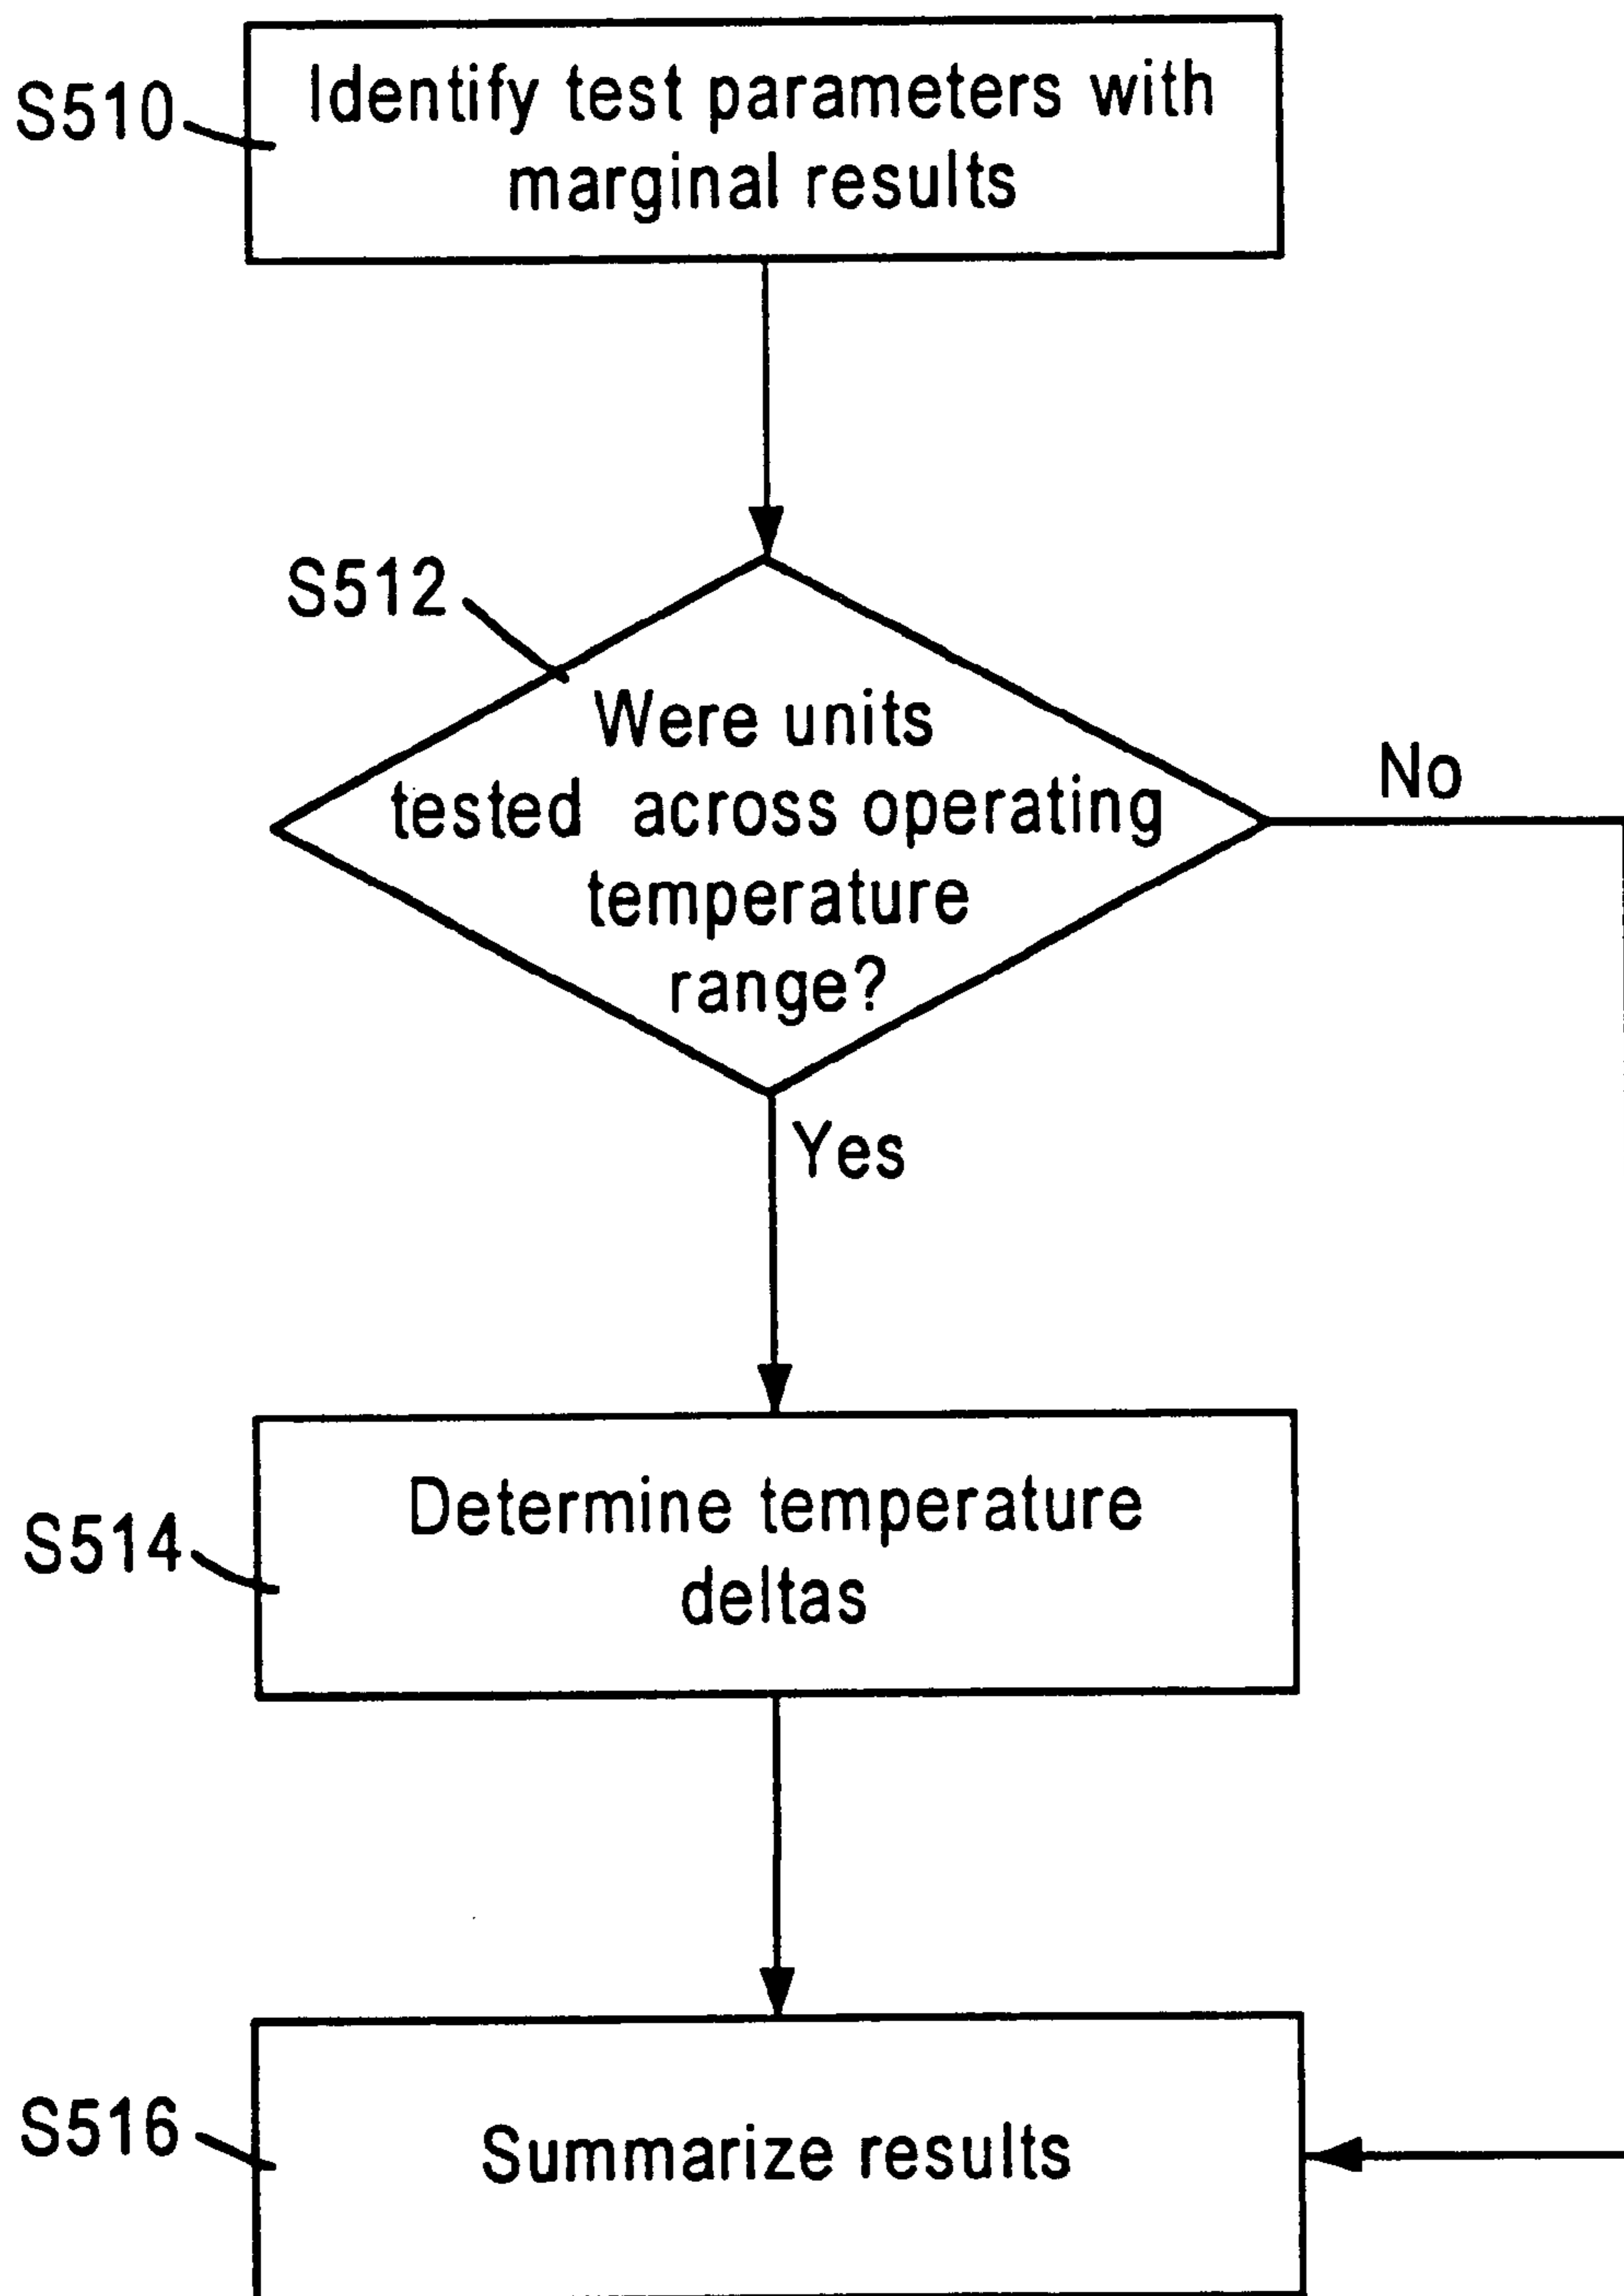 S510
Identify test parameters with
marginal results
S512
Were units
tested across operating
temperature
range?
No
Yes
S514
Determine temperature
deltas
S516
Summarize results